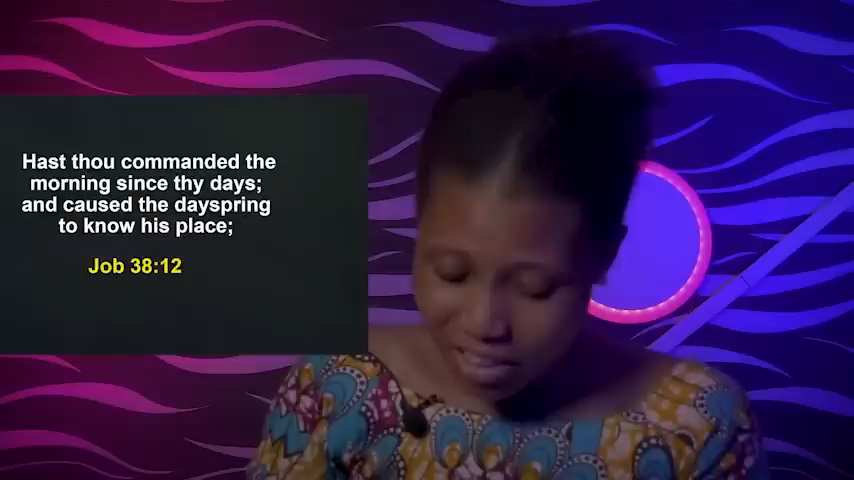 Hast thou commanded the
morning since thy days;
and caused the dayspring
to know his place;
Job 38:12